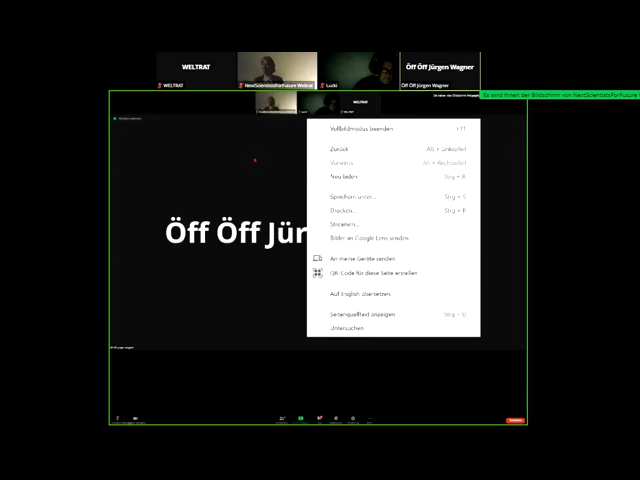 WELTRAT
Öff Öff Jürgen Wagner
WELTRAT
NextScientistsForFuture Weltrat
Lucki
Öff Öff Jürgen Wagner
Es wird Ihnen der Bildschirm von NextScientistsForFuture
WELTRAT
Öff Öff Jür
Vollbildmodus beenden
Zurück Alt + Linkspfeil
Vorwärts Alt + Rechtspfeil
Neu laden Strg + R
Speichern unter... Strg + S
Drucken... Strg + P
Streamen...
Bilder an Google Lens senden
An meine Geräte senden
QR-Code für diese Seite erstellen
Auf English übersetzen
Seitenquelltext anzeigen Strg + U
Untersuchen